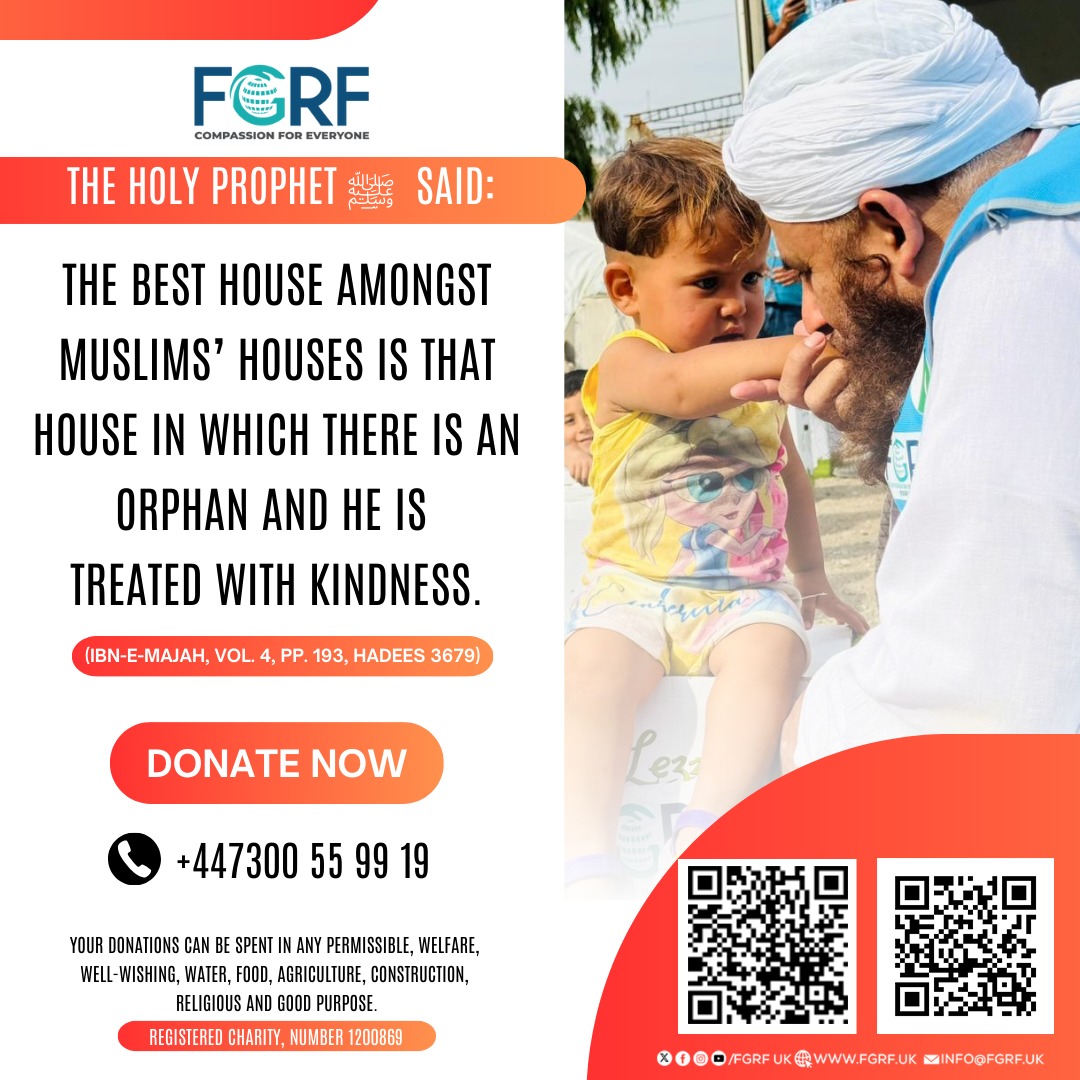 FGRF
COMPASSION FOR EVERYONE
THE HOLY PROPHET ﷺ SAID:
THE BEST HOUSE AMONGST
MUSLIMS’ HOUSES IS THAT
HOUSE IN WHICH THERE IS AN
ORPHAN AND HE IS
TREATED WITH KINDNESS.
(IBN-E-MAJAH, VOL. 4, PP. 193, HADEES 3679)
DONATE NOW
+447300 55 99 19
YOUR DONATIONS CAN BE SPENT IN ANY PERMISSIBLE, WELFARE,
WELL-WISHING, WATER, FOOD, AGRICULTURE, CONSTRUCTION,
RELIGIOUS AND GOOD PURPOSE.
REGISTERED CHARITY, NUMBER 1200869
/FGRF UK WWW.FGRF.UK INFO@FGRF.UK